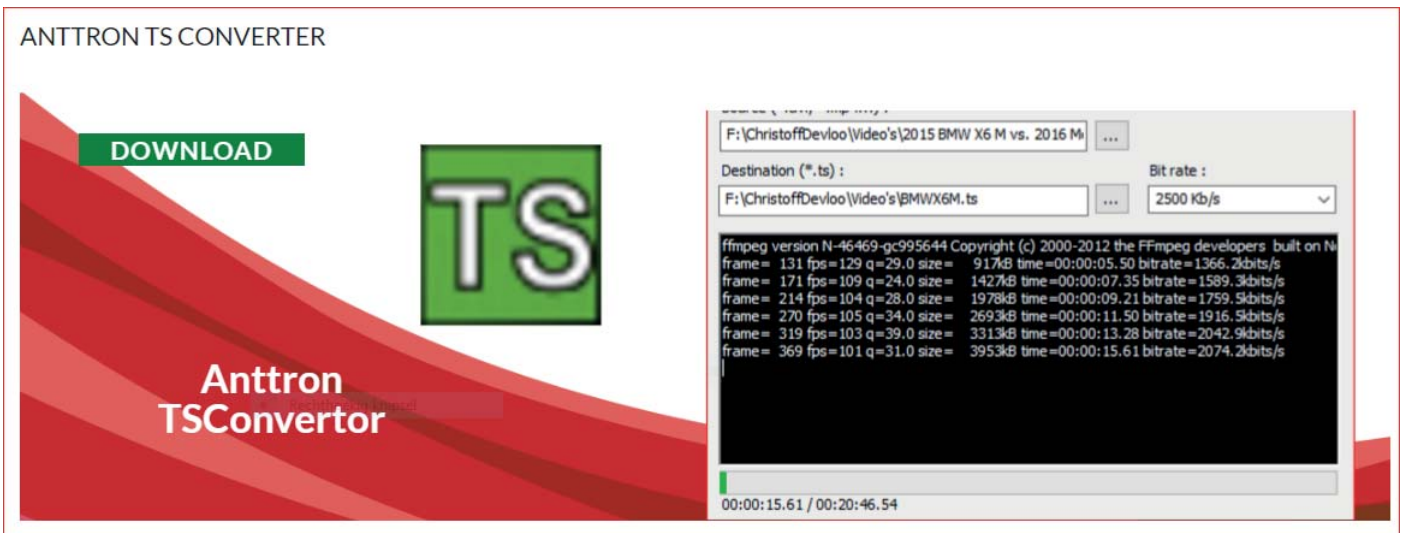 ANTTRON TS CONVERTER
DOWNLOAD
TS
Anttron
TSConvertor
F:\ChristoffDevloo\Video's\2015 BMW X6 M vs. 2016 M
...
Destination (*.ts) :
Bit rate :
F:\ChristoffDevloo\Video's\BMWX6M.ts
...
2500 Kb/s
ffmpeg version N-46469-gc995644 Copyright (c) 2000-2012 the FFmpeg developers built on N
frame= 131 fps=129 q=29.0 size= 917kB time=00:00:05.50 bitrate=1366.2kbits/s
frame= 171 fps=109 q=24.0 size= 1427kB time=00:00:07.35 bitrate=1589.3kbits/s
frame= 214 fps=104 q=28.0 size= 1978kB time=00:00:09.21 bitrate=1759.5kbits/s
frame= 270 fps=105 q=34.0 size= 2693kB time=00:00:11.50 bitrate=1916.5kbits/s
frame= 319 fps=103 q=39.0 size= 3313kB time=00:00:13.28 bitrate=2042.9kbits/s
frame= 369 fps=101 q=31.0 size= 3953kB time=00:00:15.61 bitrate=2074.2kbits/s
00:00:15.61 / 00:20:46.54